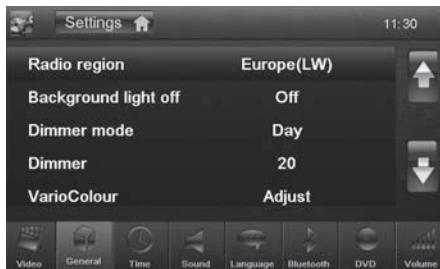 Settings 11:30
Radio region Europe(LW)
Background light off Off
Dimmer mode Day
Dimmer 20
VarioColour Adjust
Video General Time Sound Language Bluetooth DVD Volume